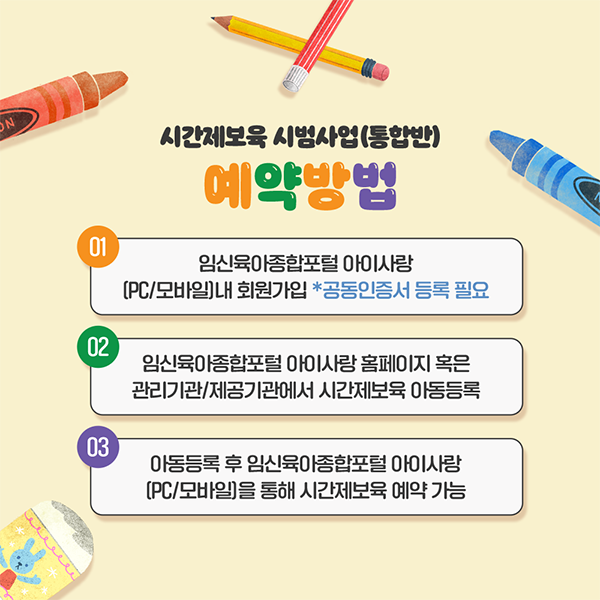 시간제보육 시범사업(통합반)
예약방법
01
임신육아종합포털 아이사랑
(PC/모바일)내 회원가입 *공동인증서 등록 필요
02
임신육아종합포털 아이사랑 홈페이지 혹은
관리기관/제공기관에서 시간제보육 아동등록
03
아동등록 후 임신육아종합포털 아이사랑
(PC/모바일)을 통해 시간제보육 예약 가능